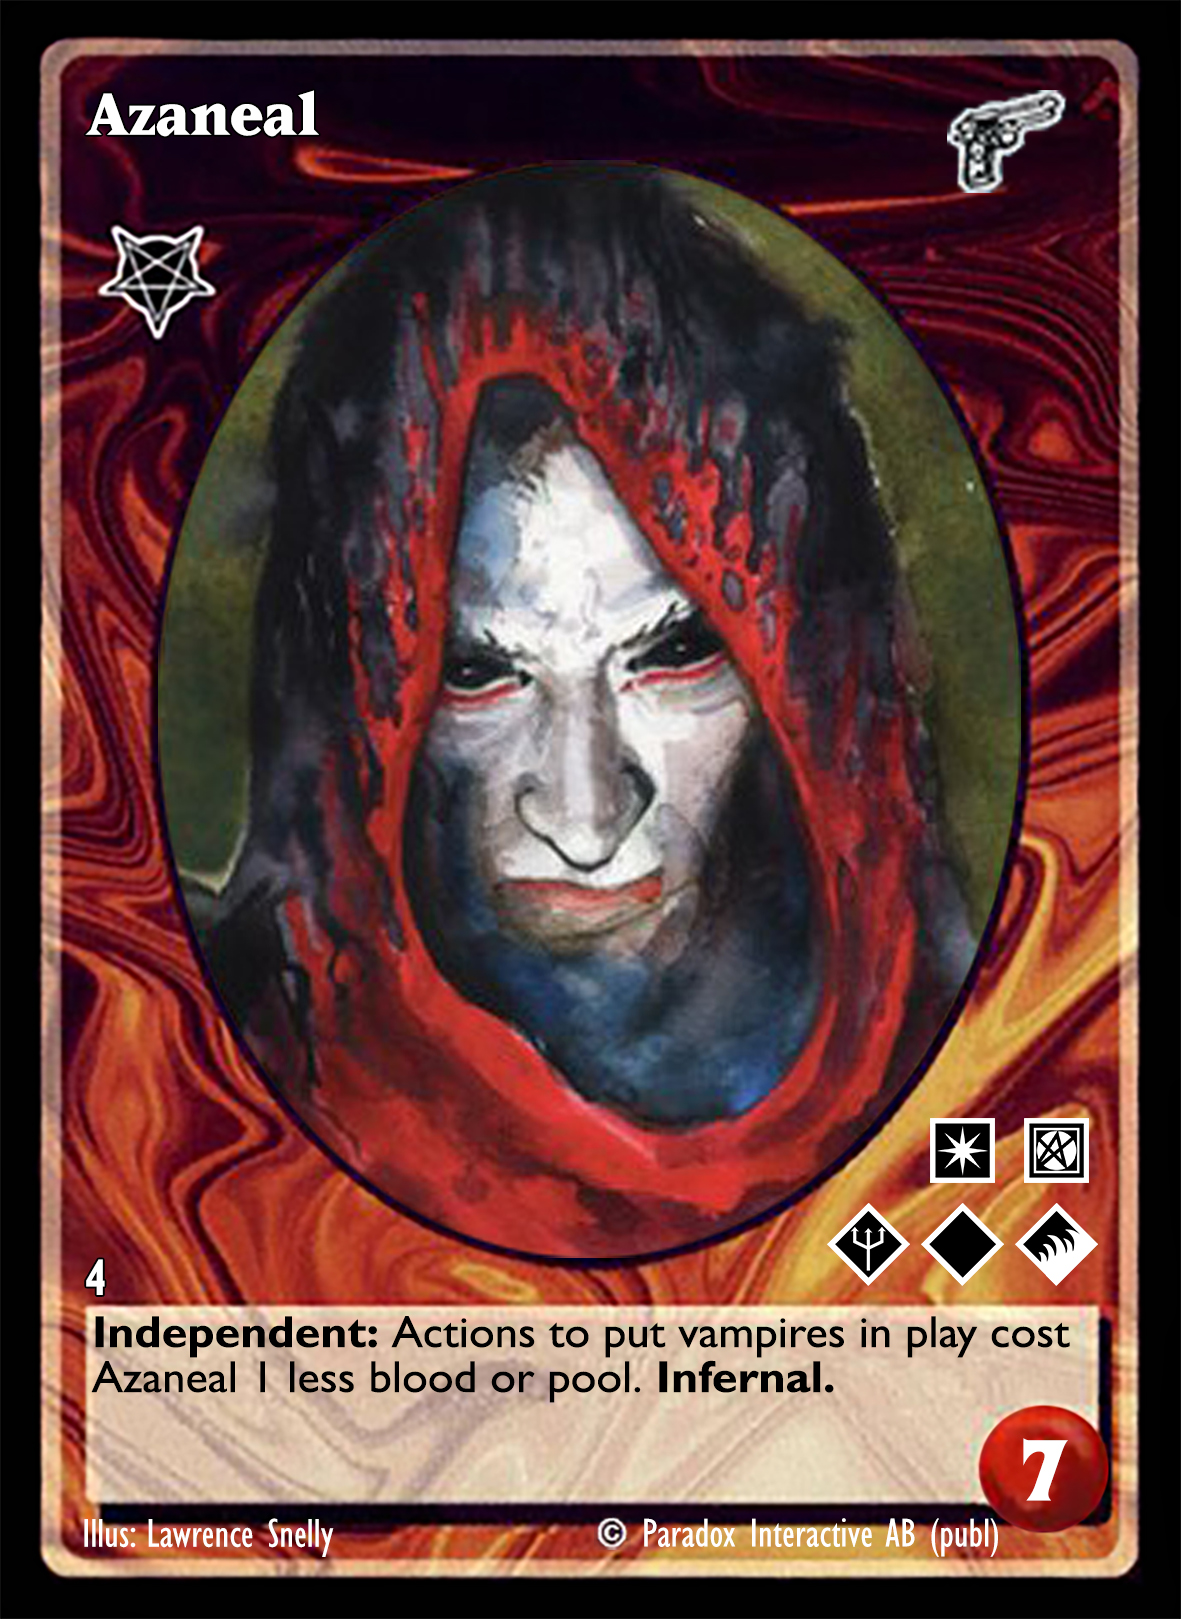 Azaneal
4
Independent: Actions to put vampires in play cost
Azaneal 1 less blood or pool. Infernal.
7
Illus: Lawrence Snelly
© Paradox Interactive AB (publ)